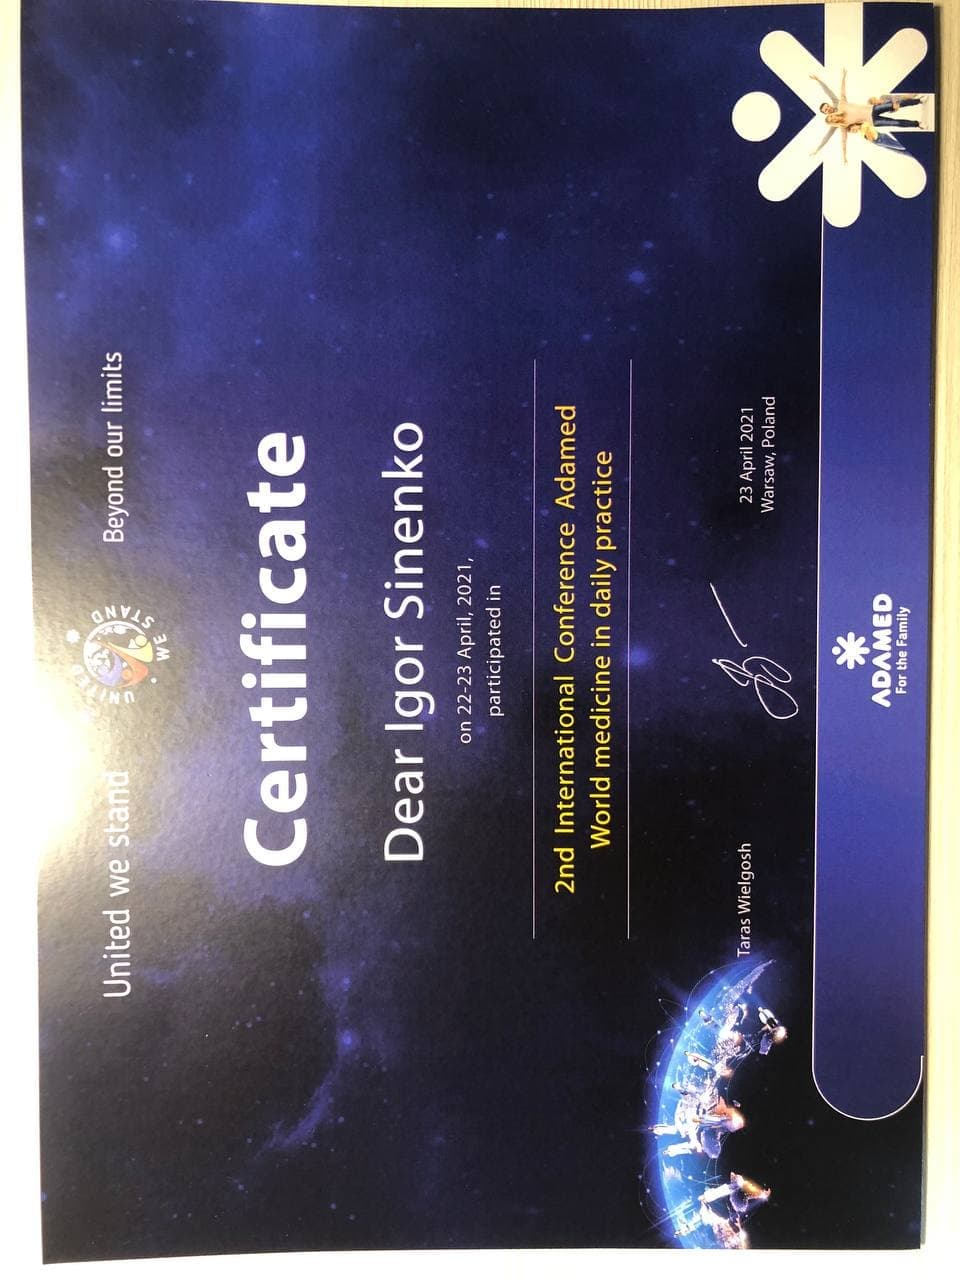 United we stand
UNITED WE STAND
Beyond our limits
Certificate
Dear Igor Sinenko
on 22-23 April, 2021,
participated in
2nd International Conference Adamed
World medicine in daily practice
Taras Wielgosh
23 April 2021
Warsaw, Poland
ADAMED
For the Family